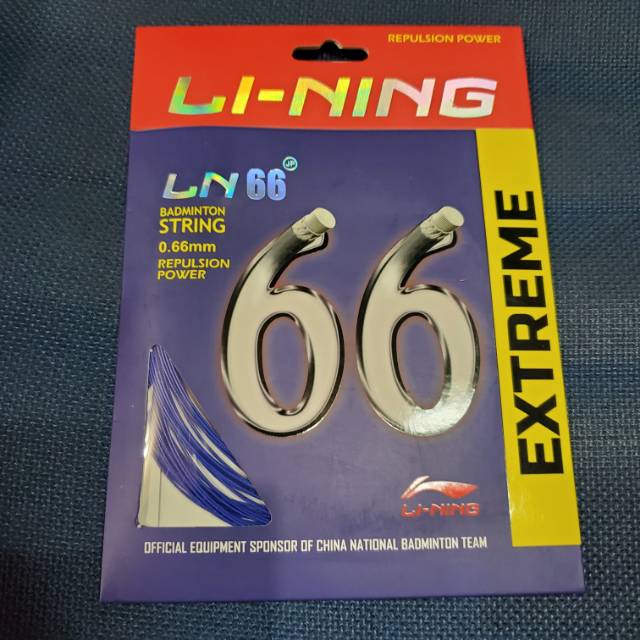 REPULSION POWER
LI-NING
LN 66 JP
BADMINTON
STRING
0.66mm
REPULSION
POWER
66
EXTREME
LI-NING
OFFICIAL EQUIPMENT SPONSOR OF CHINA NATIONAL BADMINTON TEAM